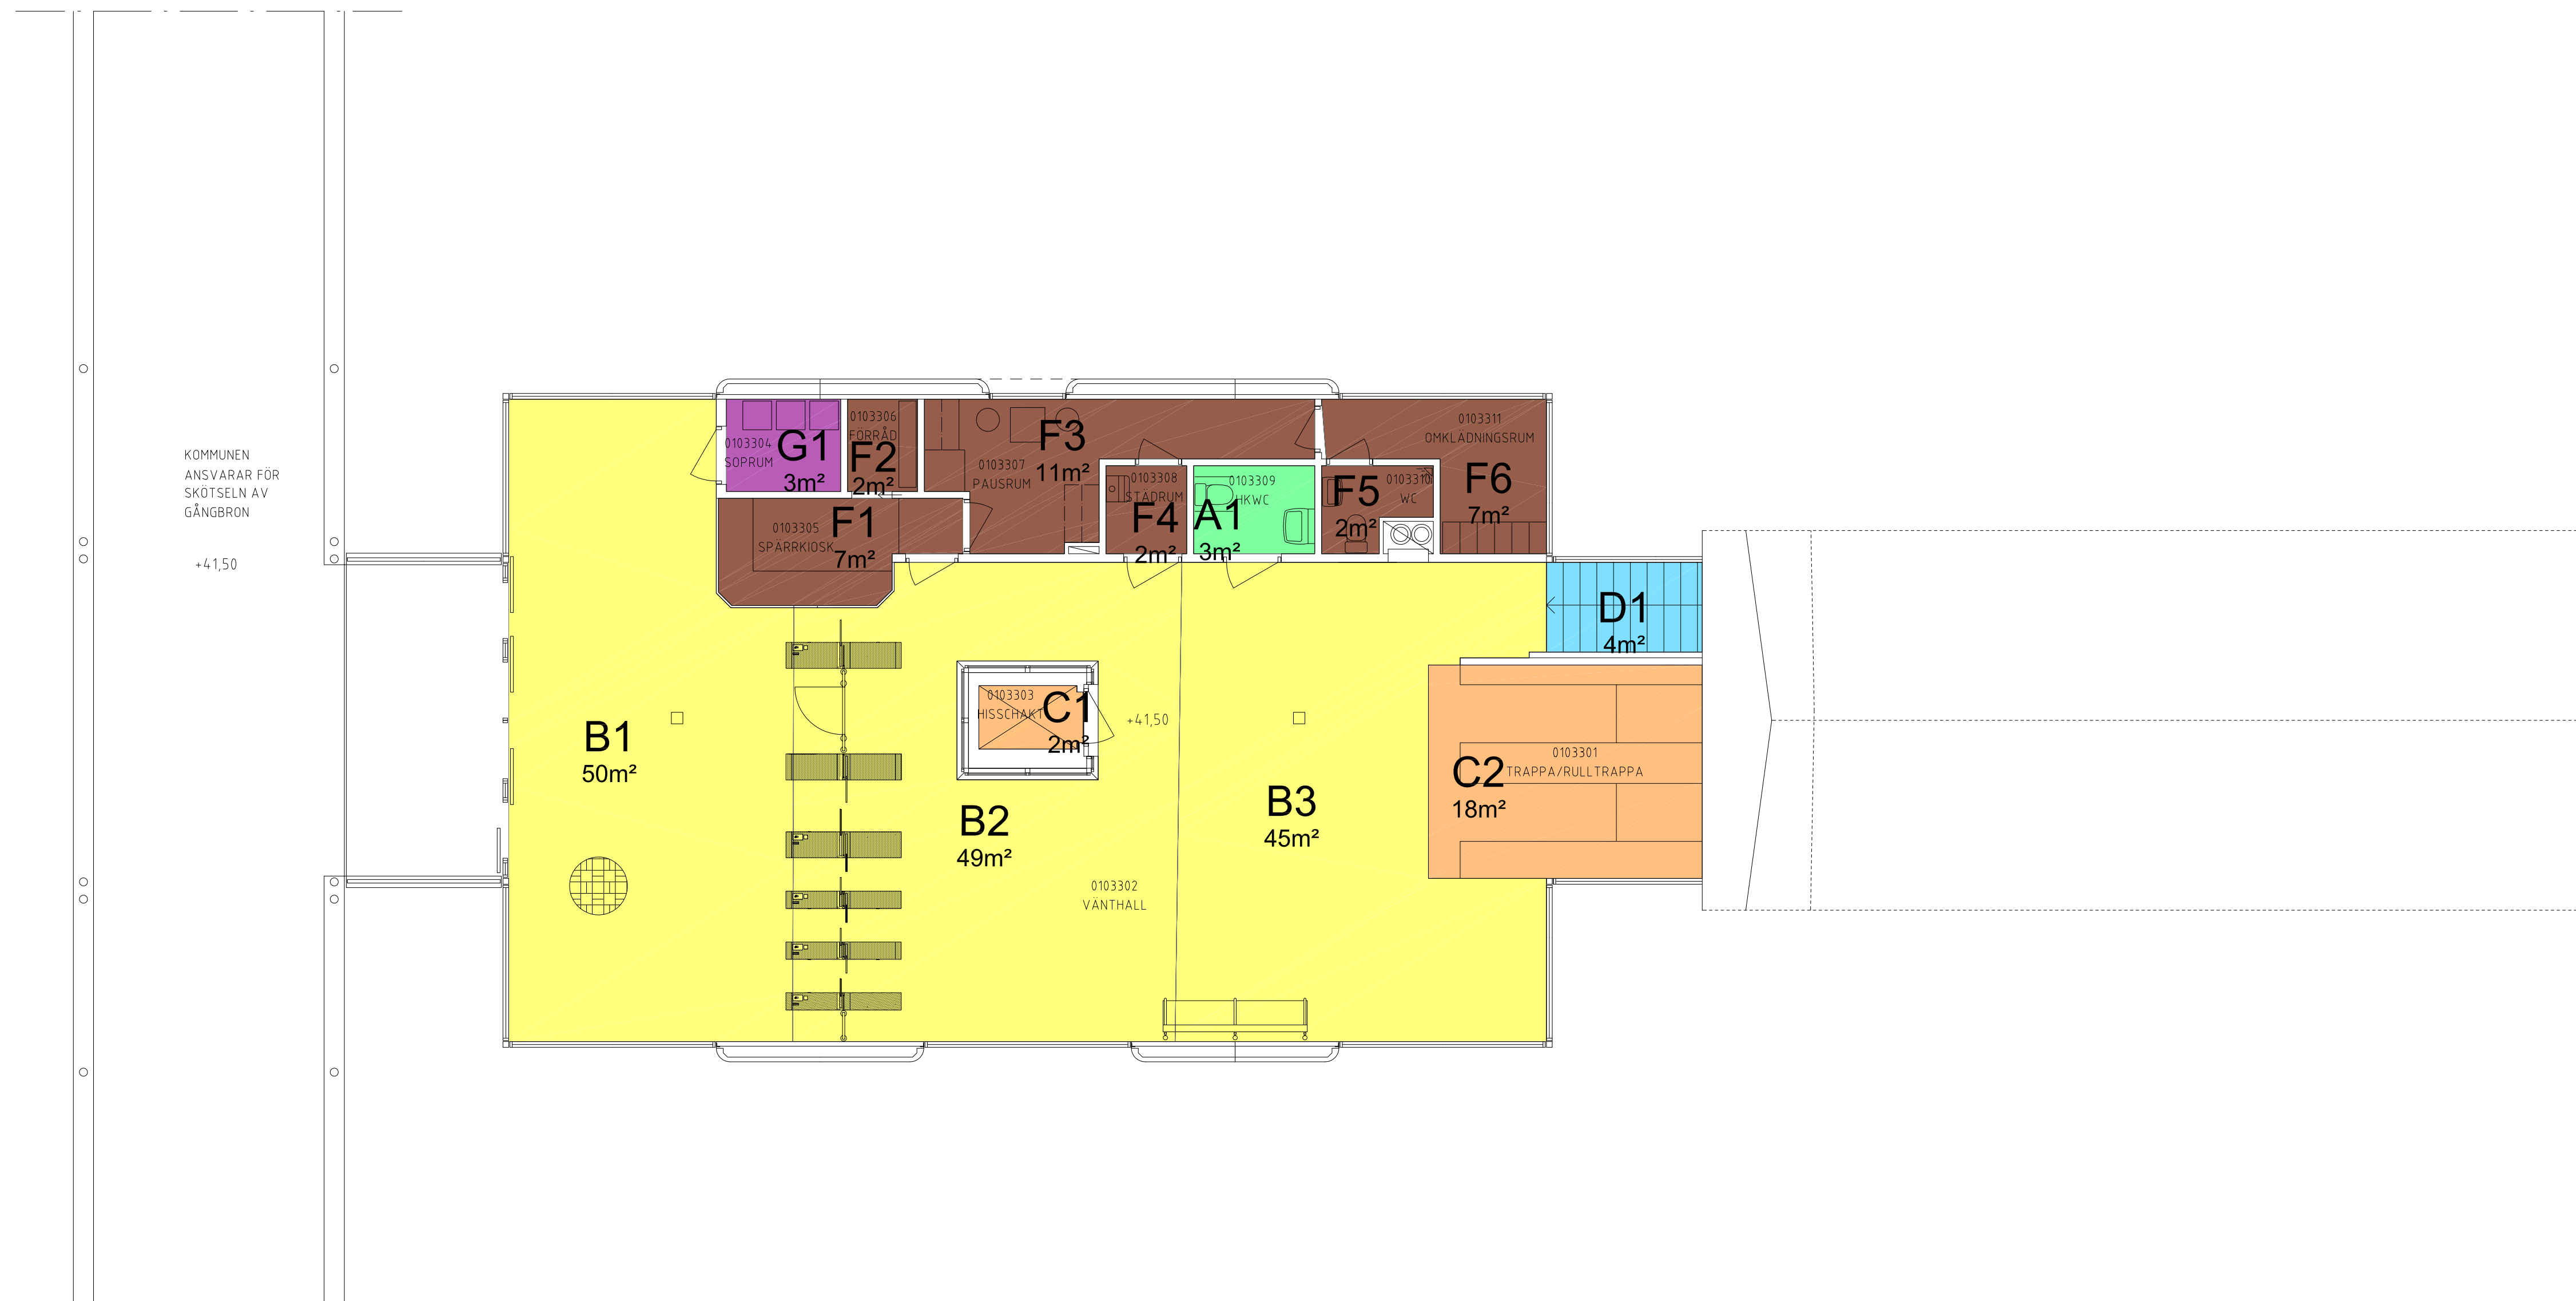 KOMMUNEN
ANSVARAR FÖR
SKÖTSELN AV
GÅNGBRON
+41,50
0103304
SOPRUM
G1
3m²
0103306
FÖRRÅD
F2
2m²
0103307
PAUSRUM
F3
11m²
0103305
SPÄRRKIOSK
F1
7m²
0103308
STÄDRUM
F4
2m²
0103309
HKWC
A1
3m²
0103310
WC
F5
2m²
0103311
OMKLÄDNINGSRUM
F6
7m²
D1
4m²
0103303
HISSCHAKT
C1
2m²
+41,50
B1
50m²
B2
49m²
B3
45m²
0103301
TRAPPA/RULLTRAPPA
C2
18m²
0103302
VÄNTHALL